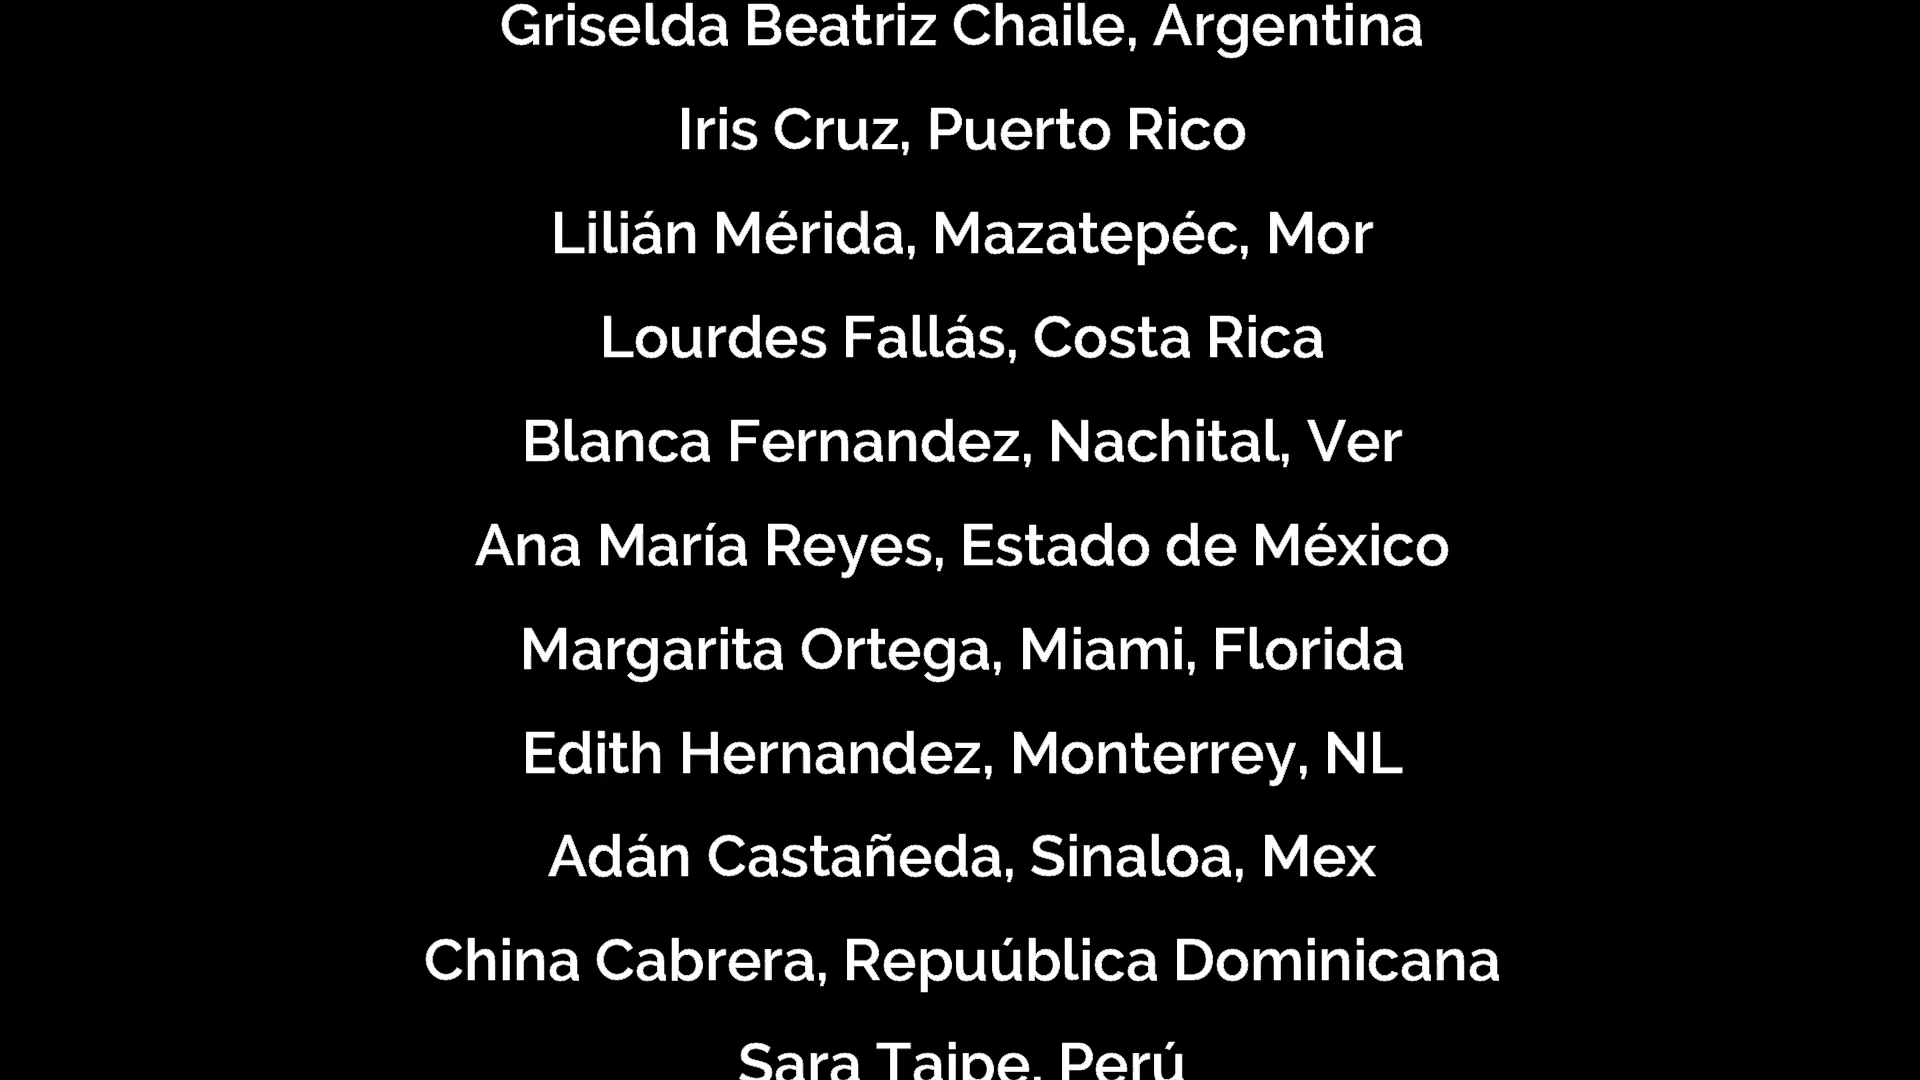 Griselda Beatriz Chaile, Argentina
Iris Cruz, Puerto Rico
Lilián Mérida, Mazatepéc, Mor
Lourdes Fallás, Costa Rica
Blanca Fernandez, Nachital, Ver
Ana María Reyes, Estado de México
Margarita Ortega, Miami, Florida
Edith Hernandez, Monterrey, NL
Adán Castañeda, Sinaloa, Mex
China Cabrera, Repuública Dominicana
Sara Taipe, Perú